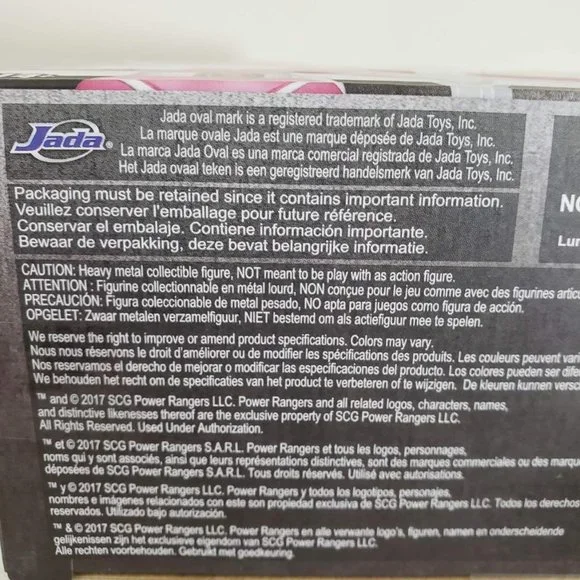 Jada®
Jada oval mark is a registered trademark of Jada Toys, Inc.
La marque ovale Jada est une marque déposée de Jada Toys, Inc.
La marca Jada Oval es una marca comercial registrada de Jada Toys, Inc.
Het Jada ovaal teken is een geregistreerd handelsmerk van Jada Toys, Inc.
Packaging must be retained since it contains important information.
Veuillez conserver l'emballage pour future référence.
Conservar el embalaje. Contiene información importante.
Bewaar de verpakking, deze bevat belangrijke informatie.
CAUTION: Heavy metal collectible figure, NOT meant to be play with as action figure.
ATTENTION : Figurine collectionnable en métal lourd, NON conçue pour le jeu comme avec des figurines
PRECAUCIÓN: Figura coleccionable de metal pesado, NO apta para juegos como figura de acción.
OPGELET: Zwaar metalen verzamelfiguur, NIET bestemd om als actiefiguur mee te spelen.
We reserve the right to improve or amend product specifications. Colors may vary.
Nous nous réservons le droit d'améliorer ou de modifier les spécifications des produits. Les couleurs peuvent
Nos reservamos el derecho de mejorar o modificar las especificaciones del producto. Los colores pueden ser
We behouden het recht om de specificaties van het product te verbeteren of te wijzigen. De kleuren kunnen
™ and © 2017 SCG Power Rangers LLC. Power Rangers and all related logos, characters, names,
and distinctive likenesses thereof are the exclusive property of SCG Power Rangers LLC.
All Rights Reserved. Used Under Authorization.
™ et © 2017 SCG Power Rangers S.A.R.L. Power Rangers et tous les logos, personnages,
noms qui y sont associés, ainsi que leurs représentations distinctives, sont des marques commerciales ou des
déposées de SCG Power Rangers S.A.R.L. Tous droits réservés. Utilisé avec autorisations.
™ y © 2017 SCG Power Rangers LLC. Power Rangers y todos los logotipos, personajes,
nombres e imágenes relacionados con este son propiedad exclusiva de SCG Power Rangers LLC. Todos los derechos
reservados. Utilizado bajo autorización.
™ & © 2017 SCG Power Rangers LLC. Power Rangers en alle verwante logo's, figuren, namen en onderscheidende
gelijkenissen zijn het exclusieve eigendom van SCG Power Rangers LLC.
Alle rechten voorbehouden. Gebruikt met goedkeuring.